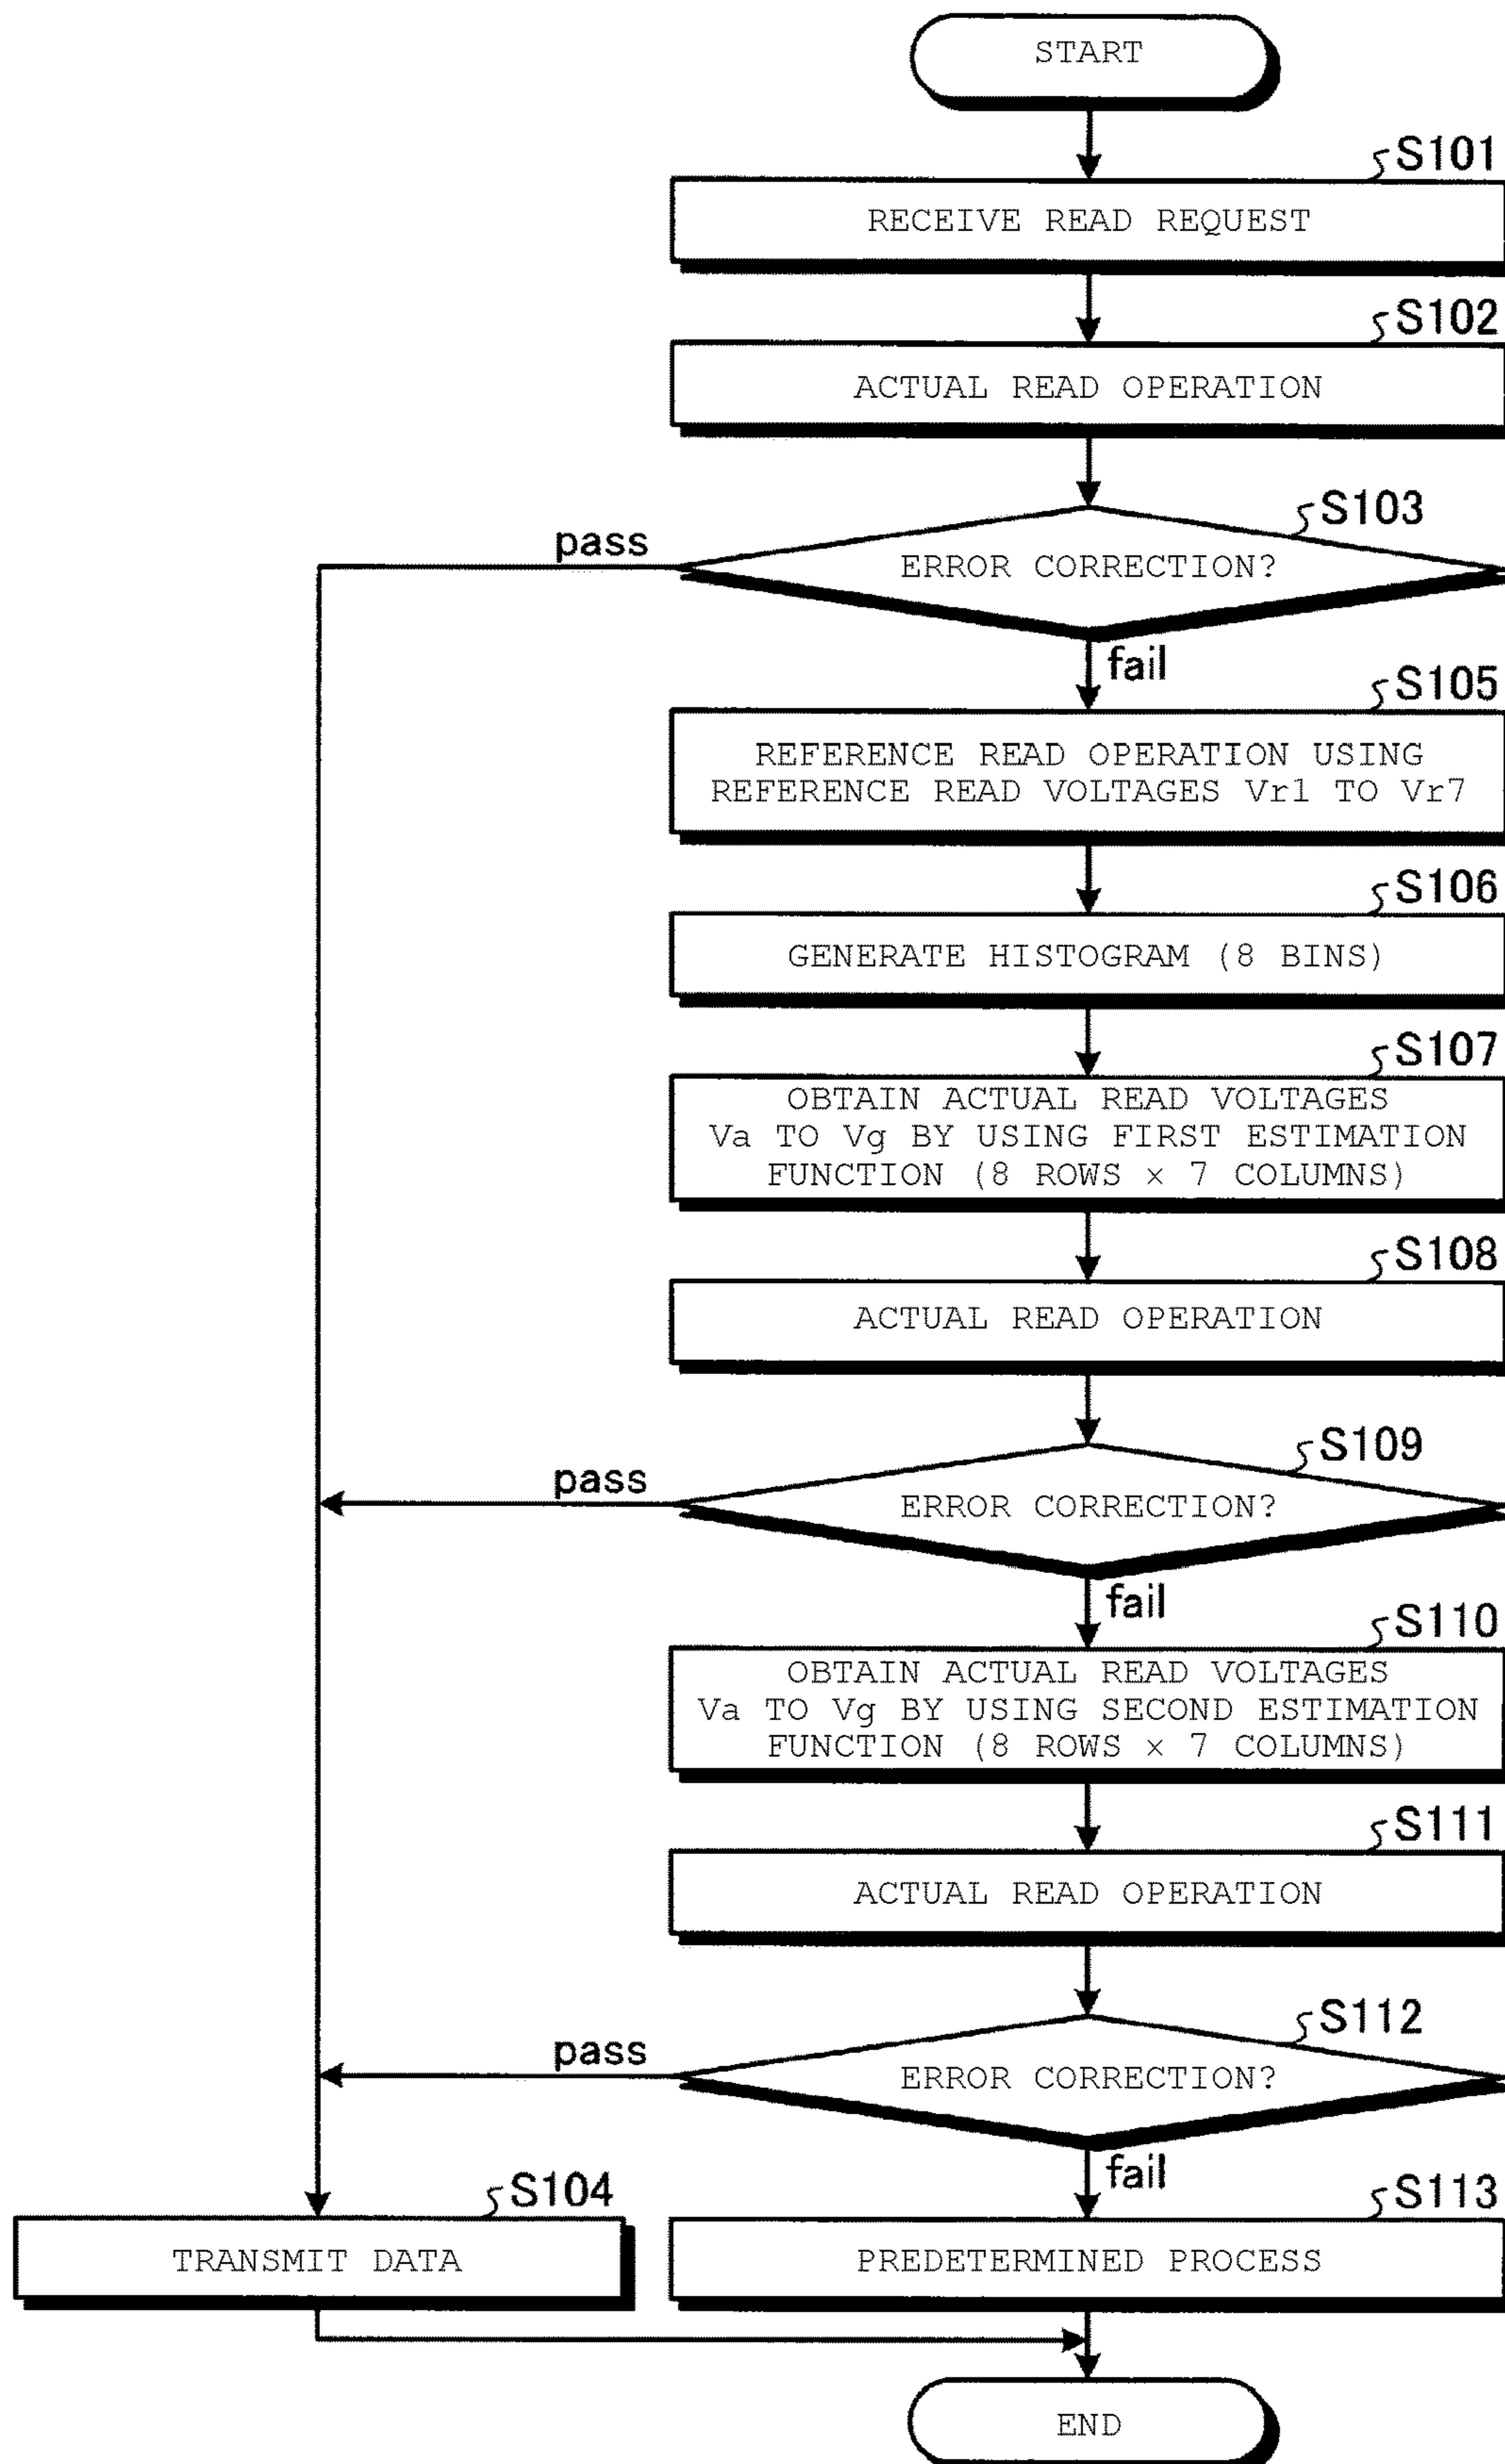 START
S101
RECEIVE READ REQUEST
S102
ACTUAL READ OPERATION
S103
pass
ERROR CORRECTION?
fail
S105
REFERENCE READ OPERATION USING
REFERENCE READ VOLTAGES Vr1 TO Vr7
S106
GENERATE HISTOGRAM (8 BINS)
S107
OBTAIN ACTUAL READ VOLTAGES
Va TO Vg BY USING FIRST ESTIMATION
FUNCTION (8 ROWS × 7 COLUMNS)
S108
ACTUAL READ OPERATION
S109
pass
ERROR CORRECTION?
fail
S110
OBTAIN ACTUAL READ VOLTAGES
Va TO Vg BY USING SECOND ESTIMATION
FUNCTION (8 ROWS × 7 COLUMNS)
S111
ACTUAL READ OPERATION
S112
pass
ERROR CORRECTION?
fail
S104
TRANSMIT DATA
S113
PREDETERMINED PROCESS
END